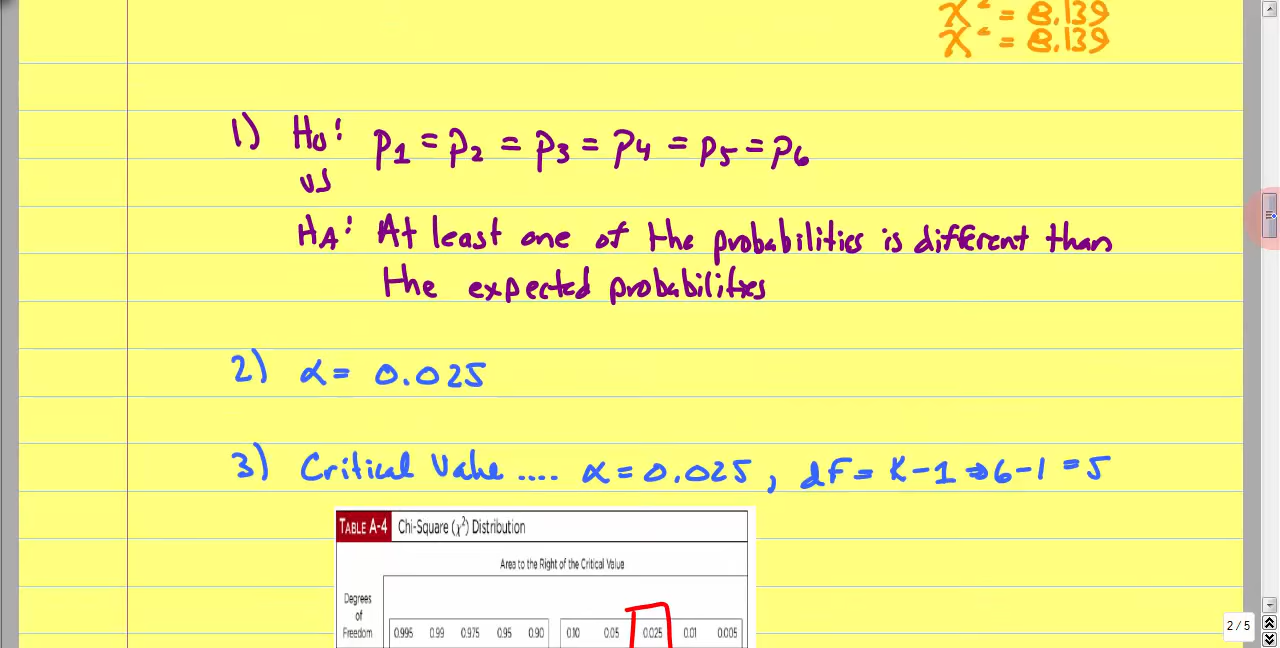 χ² = 8.139
χ² = 8.139
1) H0: p1 = p2 = p3 = p4 = p5 = p6
vs
HA: At least one of the probabilities is different than
the expected probabilities
2) α = 0.025
3) Critical Value .... α = 0.025, dF = K-1 ⇒ 6-1 = 5
TABLE A-4 Chi-Square (χ²) Distribution
Area to the Right of the Critical Value
Degrees
of
Freedom 0.995 0.99 0.975 0.95 0.90 0.10 0.05 0.025 0.01 0.005
2 / 5